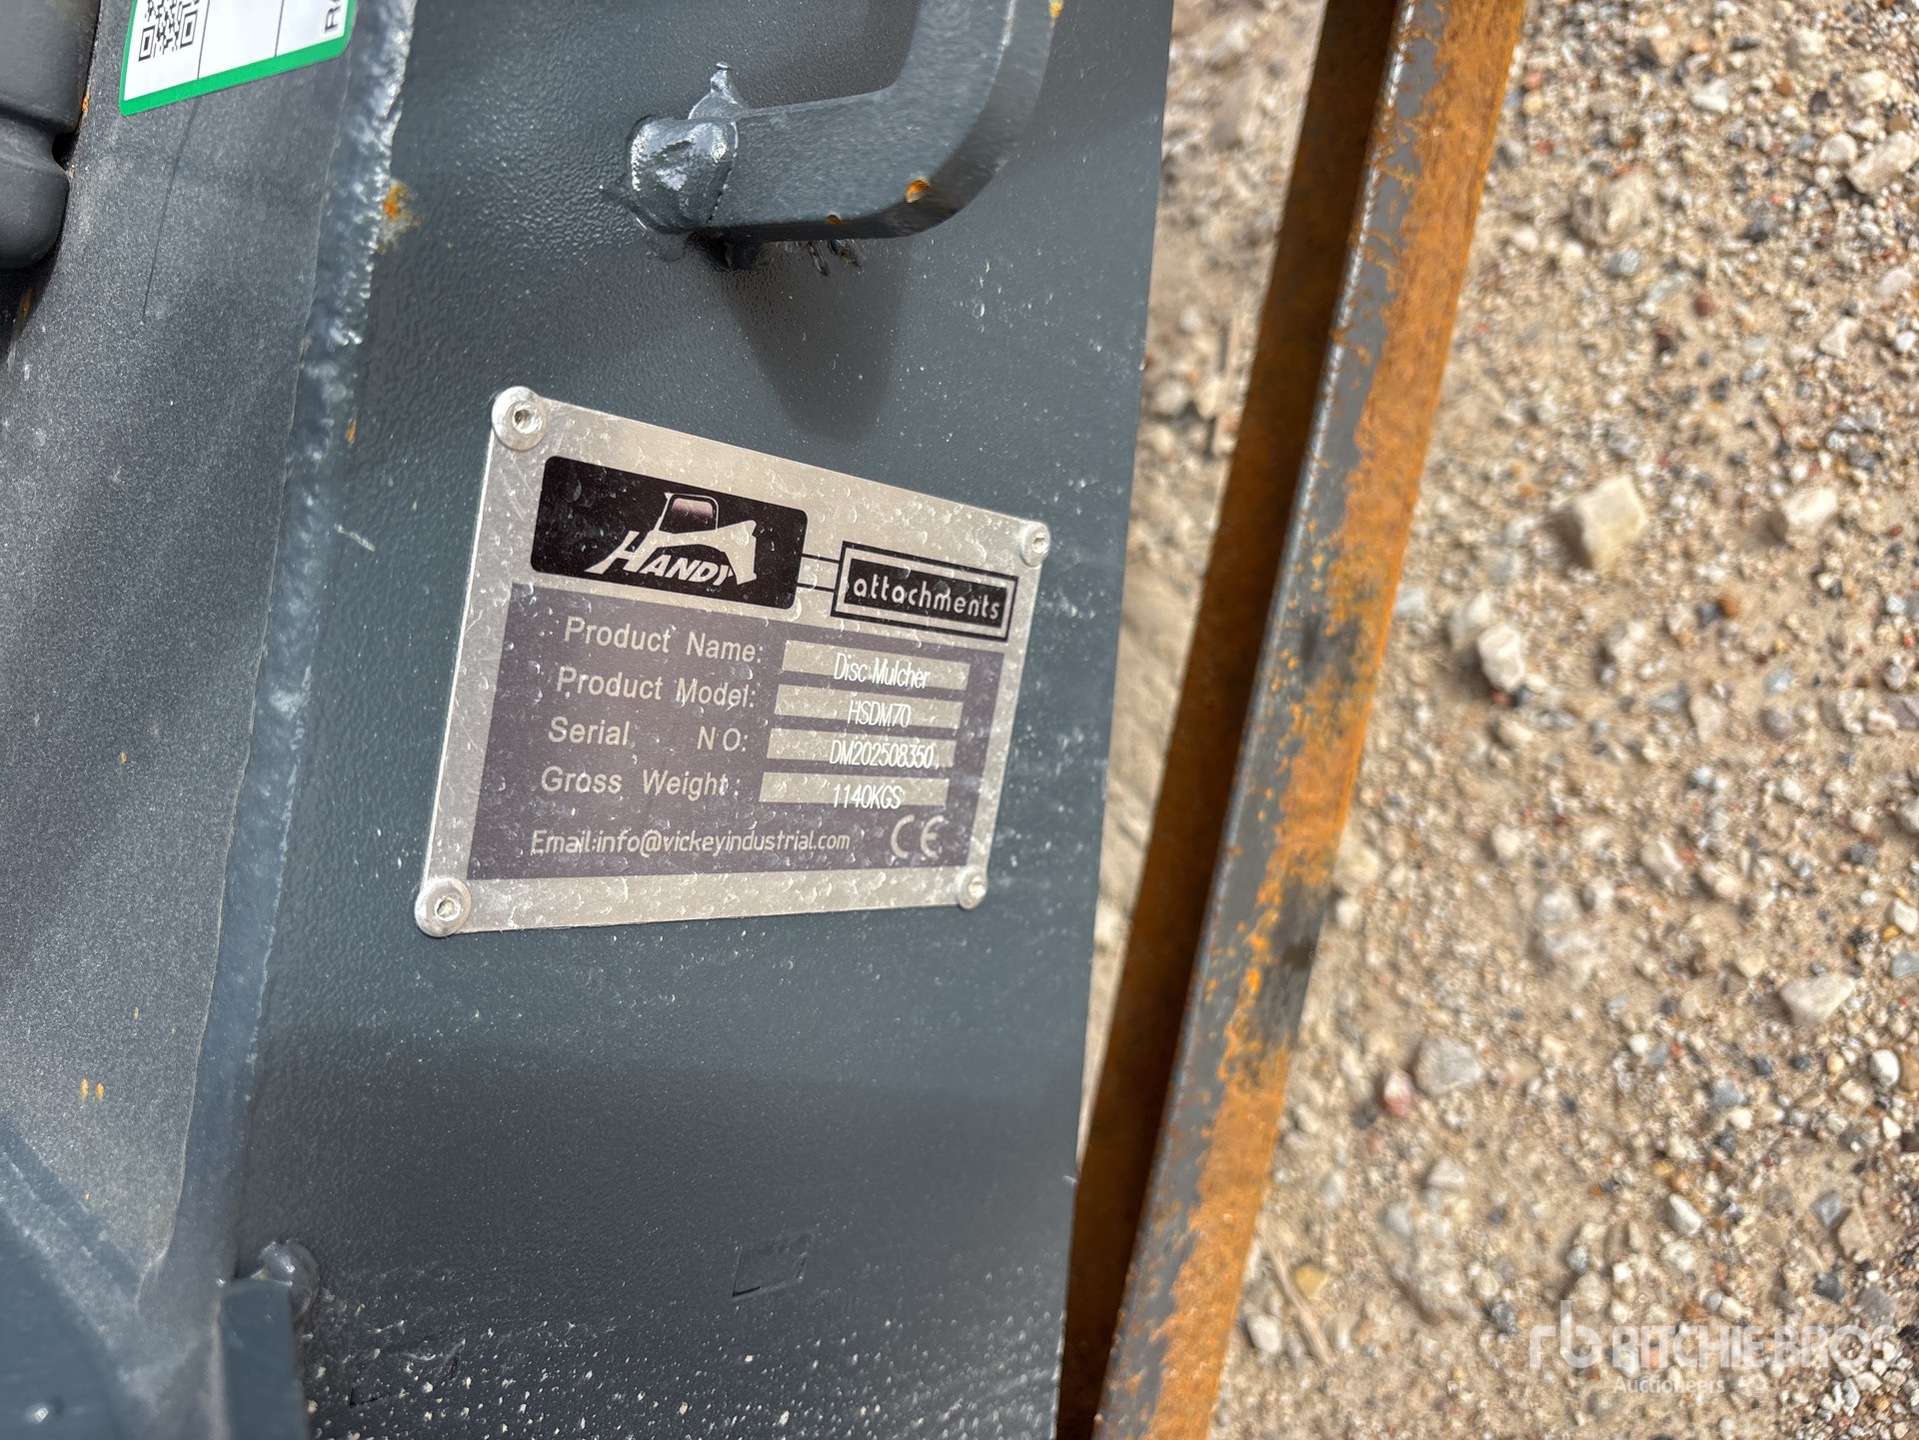 HANDY attachments
Product Name: Disc Mulcher
Product Model: HSDM70
Serial NO: DM202508350
Gross Weight: 1140KGS
Email:info@vickeyindustrial.com CE
rb RITCHIE BROS
Auctioneers